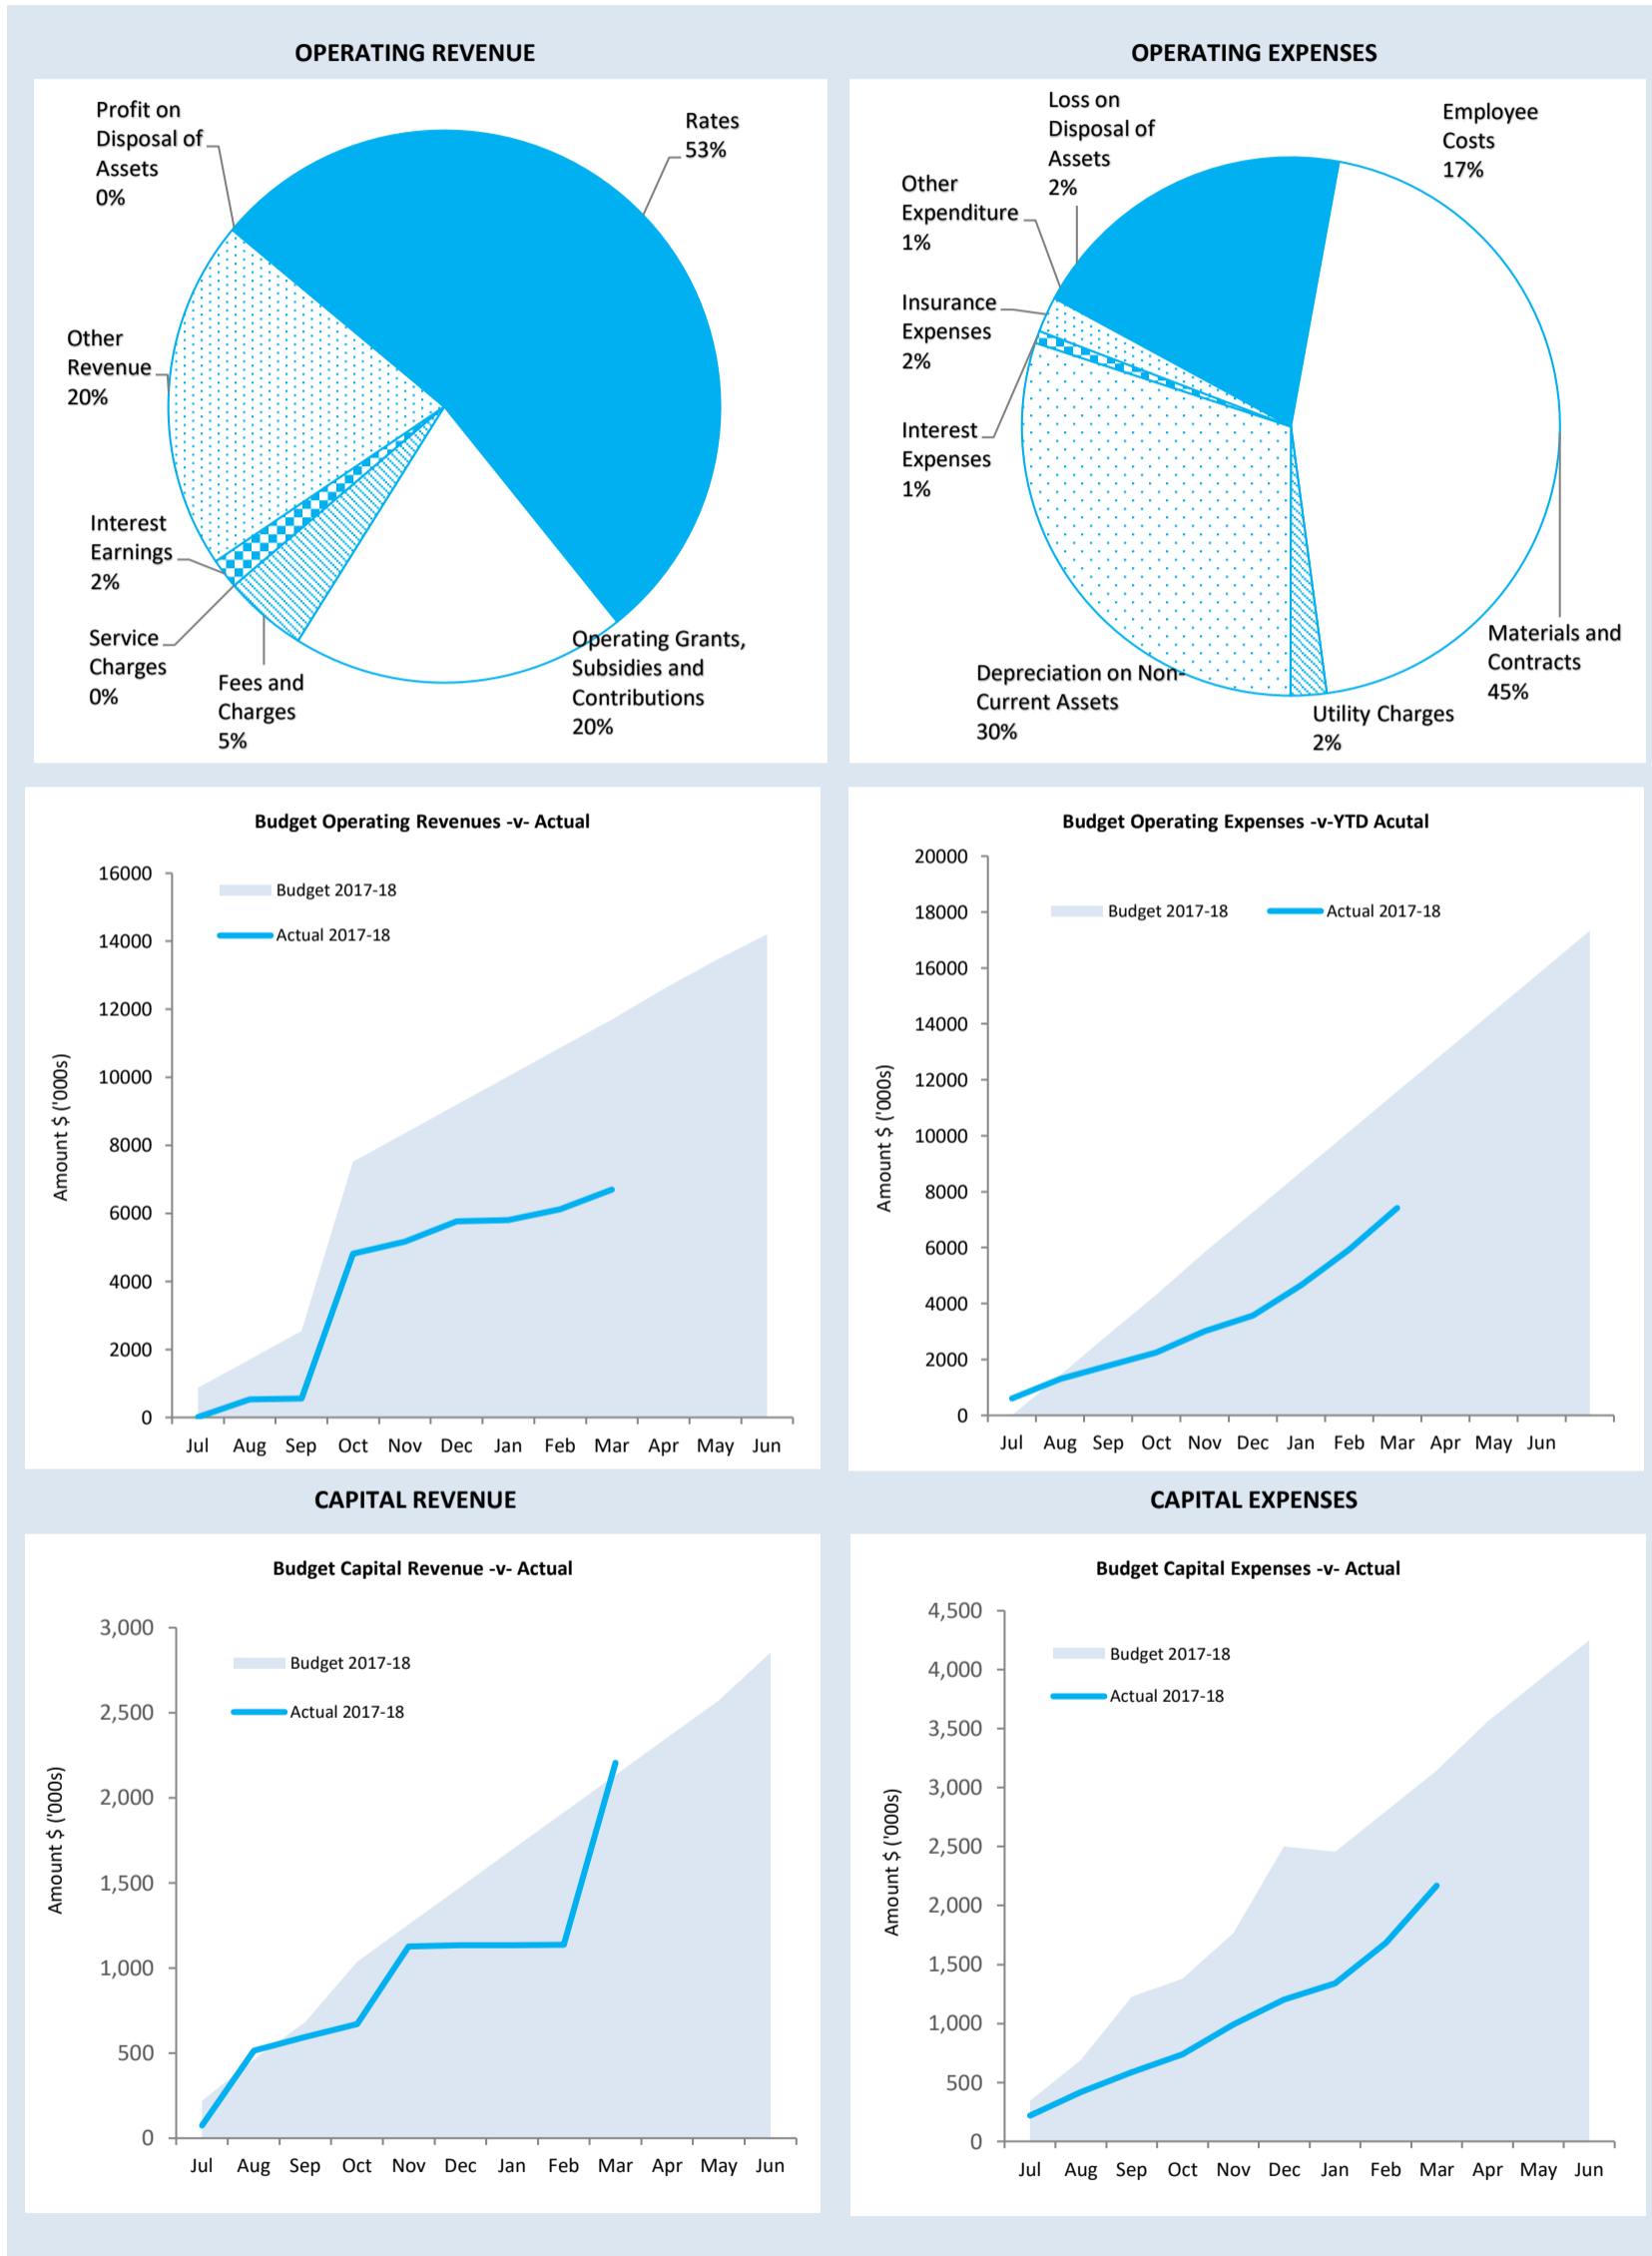 OPERATING REVENUE
Profit on
Disposal of
Assets
0%
Rates
53%
Other
Revenue
20%
Interest
Earnings
2%
Service
Charges
0%
Fees and
Charges
5%
Operating Grants,
Subsidies and
Contributions
20%
OPERATING EXPENSES
Loss on
Disposal of
Assets
2%
Employee
Costs
17%
Other
Expenditure
1%
Insurance
Expenses
2%
Interest
Expenses
1%
Depreciation on Non-
Current Assets
30%
Utility Charges
2%
Materials and
Contracts
45%
Budget Operating Revenues -v- Actual
Amount $ ('000s)
16000
14000
12000
10000
8000
6000
4000
2000
0
Budget 2017-18
Actual 2017-18
Jul Aug Sep Oct Nov Dec Jan Feb Mar Apr May Jun
Budget Operating Expenses -v-YTD Acutal
Amount $ ('000s)
20000
18000
16000
14000
12000
10000
8000
6000
4000
2000
0
Budget 2017-18 Actual 2017-18
Jul Aug Sep Oct Nov Dec Jan Feb Mar Apr May Jun
CAPITAL REVENUE
Budget Capital Revenue -v- Actual
Amount $ ('000s)
3,000
2,500
2,000
1,500
1,000
500
0
Budget 2017-18
Actual 2017-18
Jul Aug Sep Oct Nov Dec Jan Feb Mar Apr May Jun
CAPITAL EXPENSES
Budget Capital Expenses -v- Actual
Amount $ ('000s)
4,500
4,000
3,500
3,000
2,500
2,000
1,500
1,000
500
0
Budget 2017-18
Actual 2017-18
Jul Aug Sep Oct Nov Dec Jan Feb Mar Apr May Jun